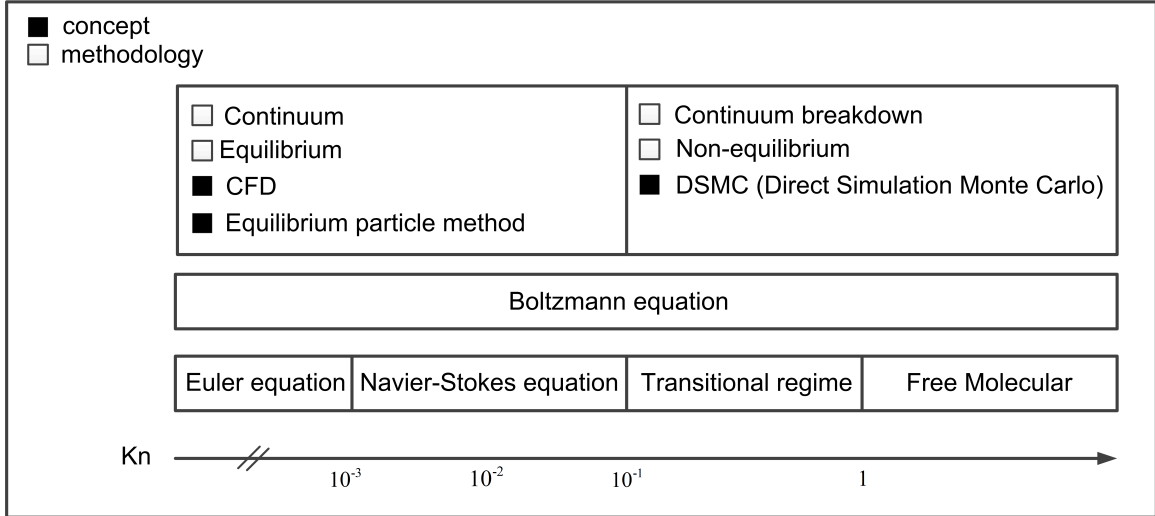 concept
methodology
Continuum
Equilibrium
CFD
Equilibrium particle method
Continuum breakdown
Non-equilibrium
DSMC (Direct Simulation Monte Carlo)
Boltzmann equation
Euler equation Navier-Stokes equation Transitional regime Free Molecular
Kn
10⁻³ 10⁻² 10⁻¹ 1